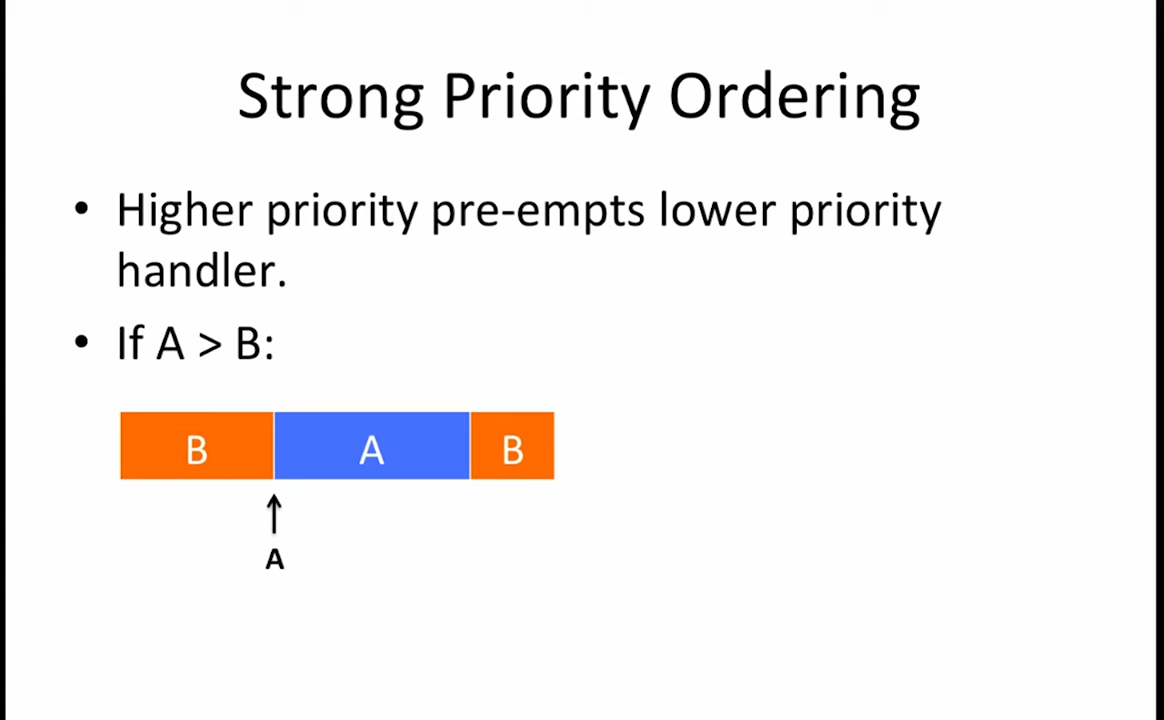 Strong Priority Ordering
• Higher priority pre-empts lower priority
handler.
• If A > B:
B A B
A